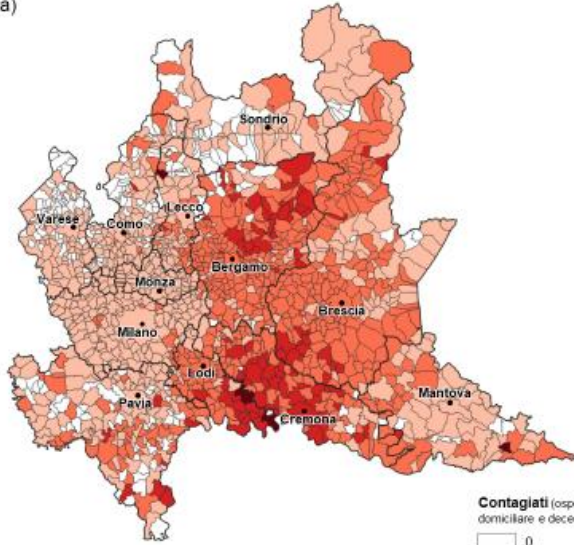 a)
Sondrio
Lecco
Varese
Como
Bergamo
Monza
Brescia
Milano
Lodi
Pavia
Mantova
Cremona
Contagiati (osp
domiciliare e dece
0